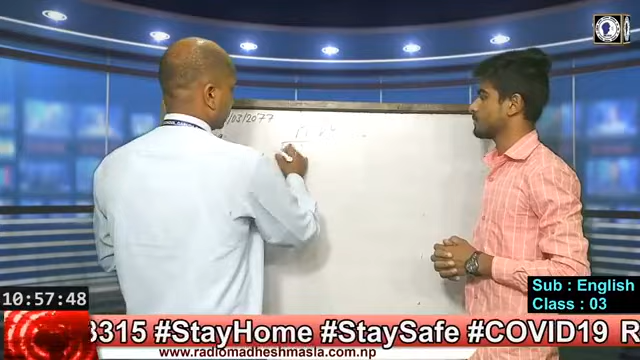 /03/2077
Sub : English
Class : 03
10:57:48
3315 #StayHome #StaySafe #COVID19 R
www.radiomadheshmasla.com.np